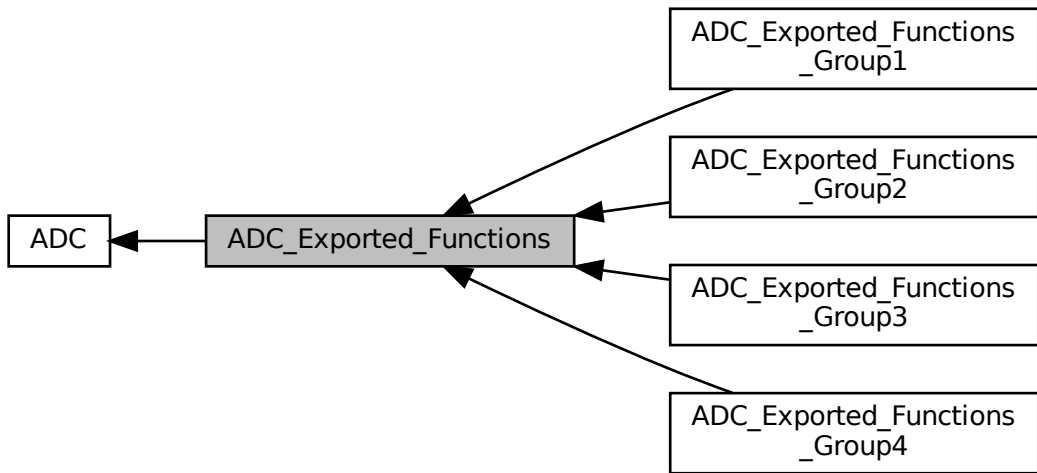 ADC_Exported_Functions
_Group1
ADC_Exported_Functions
_Group2
ADC
ADC_Exported_Functions
ADC_Exported_Functions
_Group3
ADC_Exported_Functions
_Group4